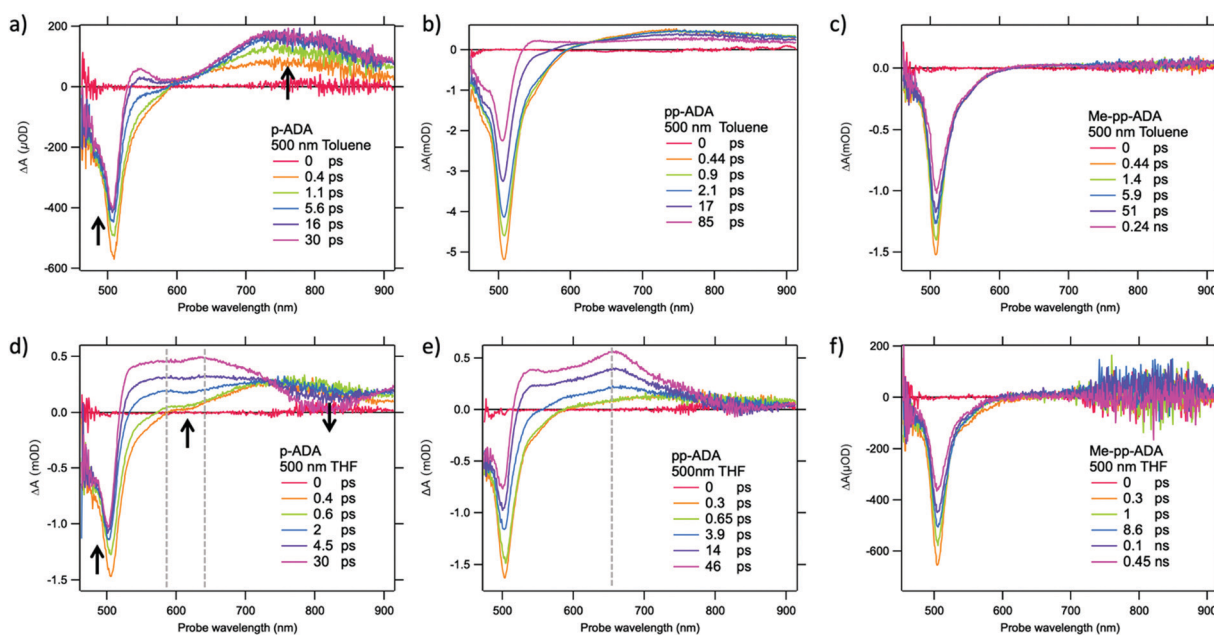 a)
200
0
-200
-400
-600
ΔA (μOD)
p-ADA
500 nm Toluene
0 ps
0.4 ps
1.1 ps
5.6 ps
16 ps
30 ps
500 600 700 800 900
Probe wavelength (nm)
b)
0
-1
-2
-3
-4
-5
ΔA(mOD)
pp-ADA
500 nm Toluene
0 ps
0.44 ps
0.9 ps
2.1 ps
17 ps
85 ps
500 600 700 800 900
Probe wavelength (nm)
c)
0.0
-0.5
-1.0
-1.5
ΔA(mOD)
Me-pp-ADA
500 nm Toluene
0 ps
0.44 ps
1.4 ps
5.9 ps
51 ps
0.24 ns
500 600 700 800 900
Probe wavelength (nm)
d)
0.5
0.0
-0.5
-1.0
-1.5
ΔA (mOD)
p-ADA
500 nm THF
0 ps
0.4 ps
0.6 ps
2 ps
4.5 ps
30 ps
500 600 700 800 900
Probe wavelength (nm)
e)
0.5
0.0
-0.5
-1.0
-1.5
ΔA (mOD)
pp-ADA
500nm THF
0 ps
0.3 ps
0.65 ps
3.9 ps
14 ps
46 ps
500 600 700 800 900
Probe wavelength (nm)
f)
200
0
-200
-400
-600
ΔA(μOD)
Me-pp-ADA
500 nm THF
0 ps
0.3 ps
1 ps
8.6 ps
0.1 ns
0.45 ns
500 600 700 800 900
Probe wavelength (nm)